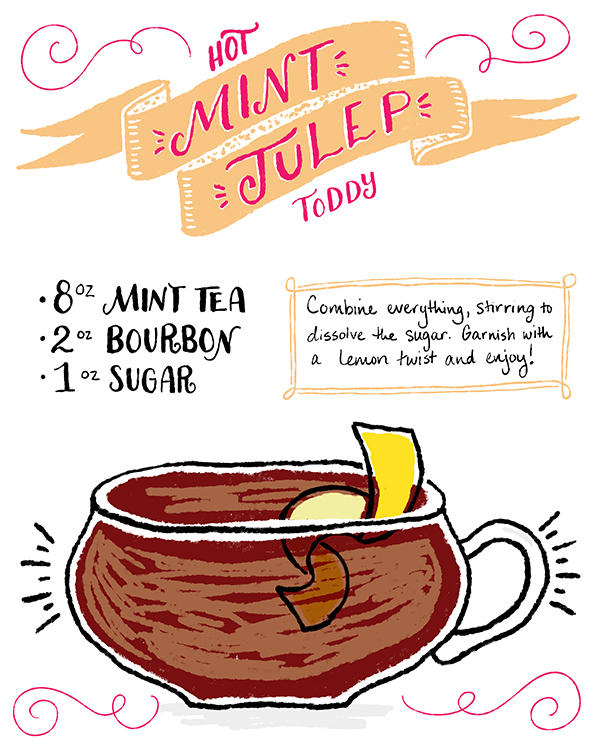 HOT
MINT
JULEP
TODDY
· 8 oz MINT TEA
· 2 oz BOURBON
· 1 oz SUGAR
Combine everything, stirring to
dissolve the sugar. Garnish with
a lemon twist and enjoy!